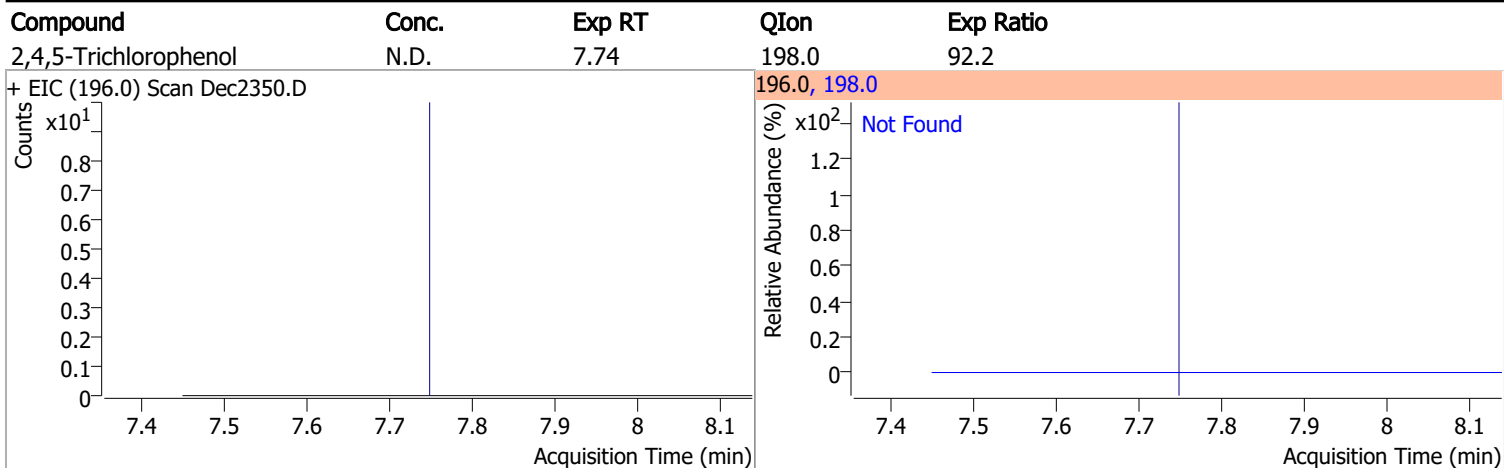 Compound Conc. Exp RT QIon Exp Ratio
2,4,5-Trichlorophenol N.D. 7.74 198.0 92.2
+ EIC (196.0) Scan Dec2350.D
Counts
x10¹
0.8
0.7
0.6
0.5
0.4
0.3
0.2
0.1
0
7.4 7.5 7.6 7.7 7.8 7.9 8 8.1
Acquisition Time (min)
196.0, 198.0
Relative Abundance (%)
x10²
Not Found
1.2
1
0.8
0.6
0.4
0.2
0
7.4 7.5 7.6 7.7 7.8 7.9 8 8.1
Acquisition Time (min)